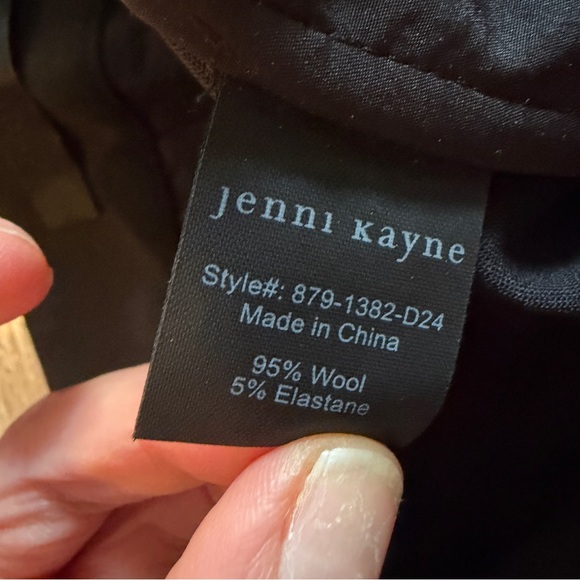 Jenni Kayne
Style#: 879-1382-D24
Made in China
95% Wool
5% Elastane